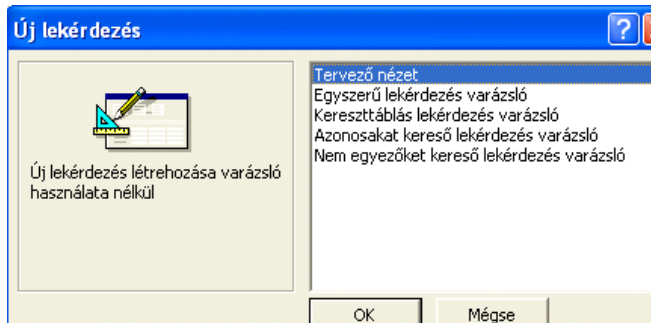 Új lekérdezés
Tervező nézet
Egyszerű lekérdezés varázsló
Kereszttáblás lekérdezés varázsló
Azonosakat kereső lekérdezés varázsló
Nem egyezőket kereső lekérdezés varázsló
Új lekérdezés létrehozása varázsló
használata nélkül
OK
Mégse